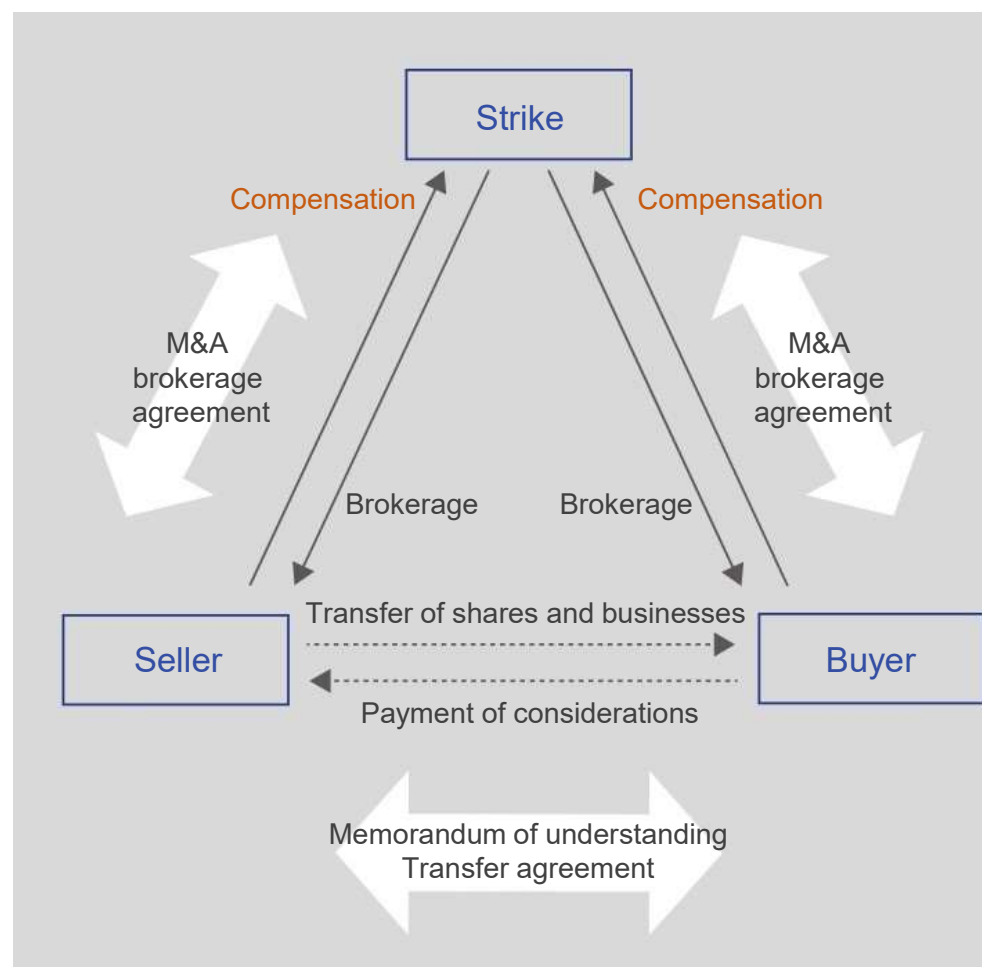 Strike
Compensation
Compensation
M&A
brokerage
agreement
M&A
brokerage
agreement
Brokerage
Brokerage
Transfer of shares and businesses
Seller
Buyer
Payment of considerations
Memorandum of understanding
Transfer agreement